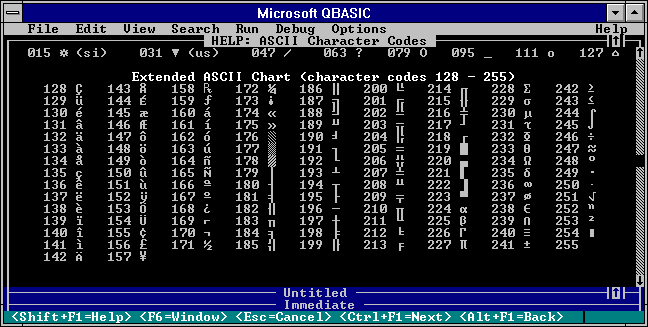 Microsoft QBASIC
File Edit View Search Run Debug Options Help
HELP: ASCII Character Codes
015 ☼ (si) 031 ▼ (us) 047 / 063 ? 079 O 095 _ 111 o 127 ⌂
Extended ASCII Chart (character codes 128 - 255)
128 Ç 143 Å 158 ₧ 172 ¼ 186 ║ 200 ╚ 214 ╓ 228 Σ 242 ≥
129 ü 144 É 159 ƒ 173 ¡ 187 ╗ 201 ╔ 215 ╫ 229 σ 243 ≤
130 é 145 æ 160 á 174 « 188 ╝ 202 ╩ 216 ╪ 230 µ 244 ⌠
131 â 146 Æ 161 í 175 » 189 ╜ 203 ╦ 217 ┘ 231 τ 245 ⌡
132 ä 147 ô 162 ó 176 ░ 190 ╛ 204 ╠ 218 ┌ 232 Φ 246 ÷
133 à 148 ö 163 ú 177 ▒ 191 ┐ 205 ═ 219 █ 233 Θ 247 ≈
134 å 149 ò 164 ñ 178 ▓ 192 └ 206 ╬ 220 ▄ 234 Ω 248 °
135 ç 150 û 165 Ñ 179 │ 193 ┴ 207 ╧ 221 ▌ 235 δ 249 ∙
136 ê 151 ù 166 ª 180 ┤ 194 ┬ 208 ╨ 222 ▐ 236 ∞ 250 ·
137 ë 152 ÿ 167 º 181 ╡ 195 ├ 209 ╤ 223 ▀ 237 φ 251 √
138 è 153 Ö 168 ¿ 182 ╢ 196 ─ 210 ╥ 224 α 238 ε 252 ⁿ
139 ï 154 Ü 169 ⌐ 183 ╖ 197 ┼ 211 ╙ 225 ß 239 ∩ 253 ²
140 î 155 ¢ 170 ¬ 184 ╕ 198 ╞ 212 ╘ 226 Γ 240 ≡ 254 ■
141 ì 156 £ 171 ½ 185 ╣ 199 ╟ 213 ╒ 227 π 241 ± 255
142 Ä 157 ¥
Untitled
Immediate
<Shift+F1=Help> <F6=Window> <Esc=Cancel> <Ctrl+F1=Next> <Alt+F1=Back>